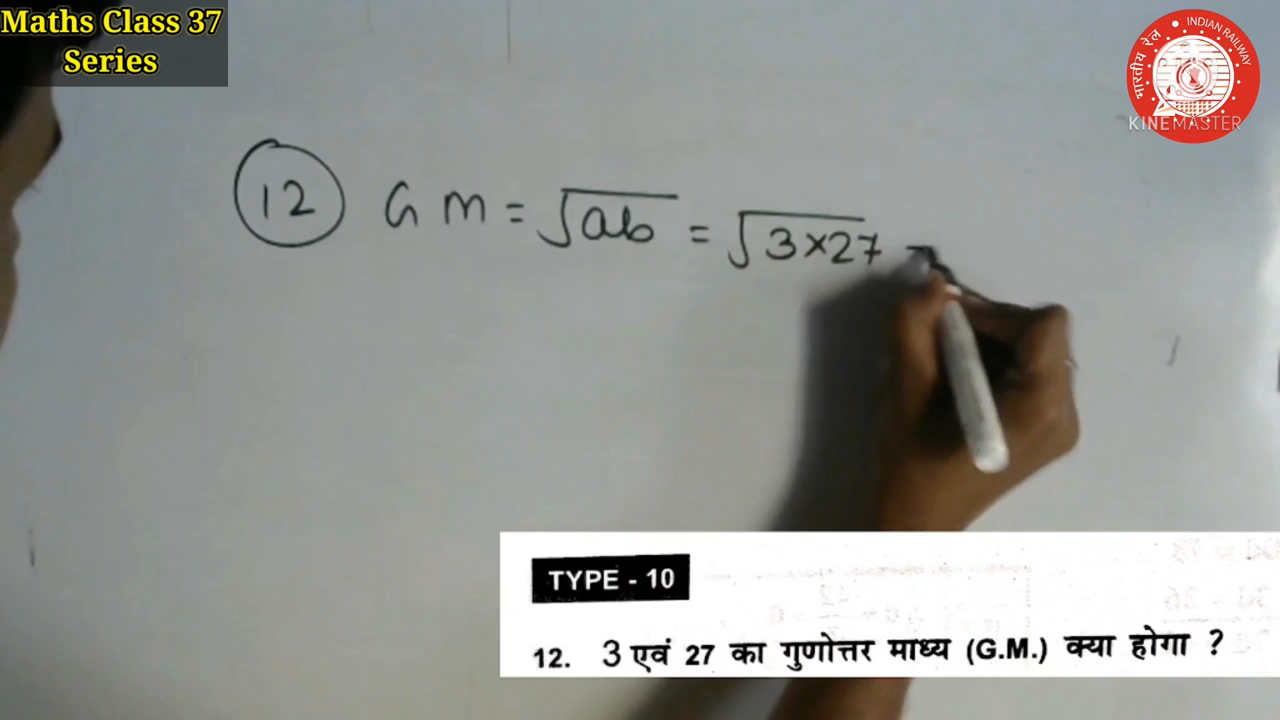 Maths Class 37
Series
भारतीय रेल
INDIAN RAILWAY
KINEMASTER
12 GM = √ab = √3×27
TYPE - 10
12. 3 एवं 27 का गुणोत्तर माध्य (G.M.) क्या होगा ?